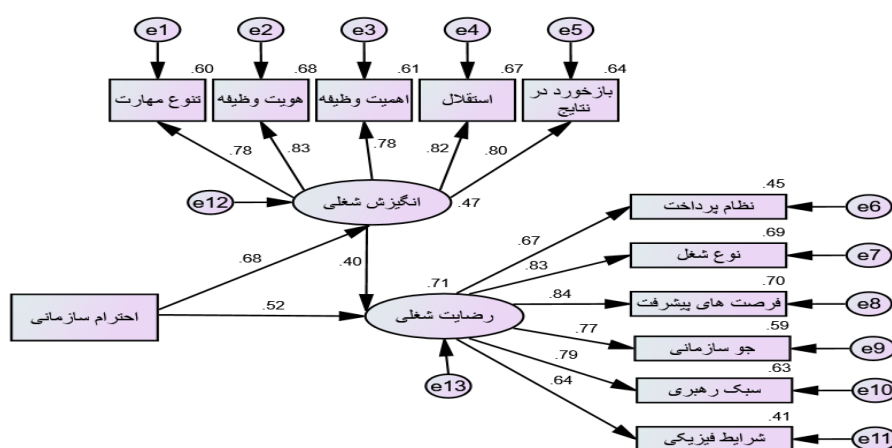 e1 e2 e3 e4 e5
.60 .68 .61 .67 .64
تنوع مهارت
هویت وظیفه
اهمیت وظیفه
استقلال
بازخورد در
نتایج
.78 .83 .78 .82 .80
e12
انگیزش شغلی
.47
.45
نظام پرداخت
e6
.67
.69
نوع شغل
e7
.83
.68
.40
.52
.71
احترام سازمانی
رضایت شغلی
.70
فرصت های پیشرفت
e8
.84
.59
جو سازمانی
e9
.77
.63
سبک رهبری
e10
.79
.41
شرایط فیزیکی
e11
.64
e13